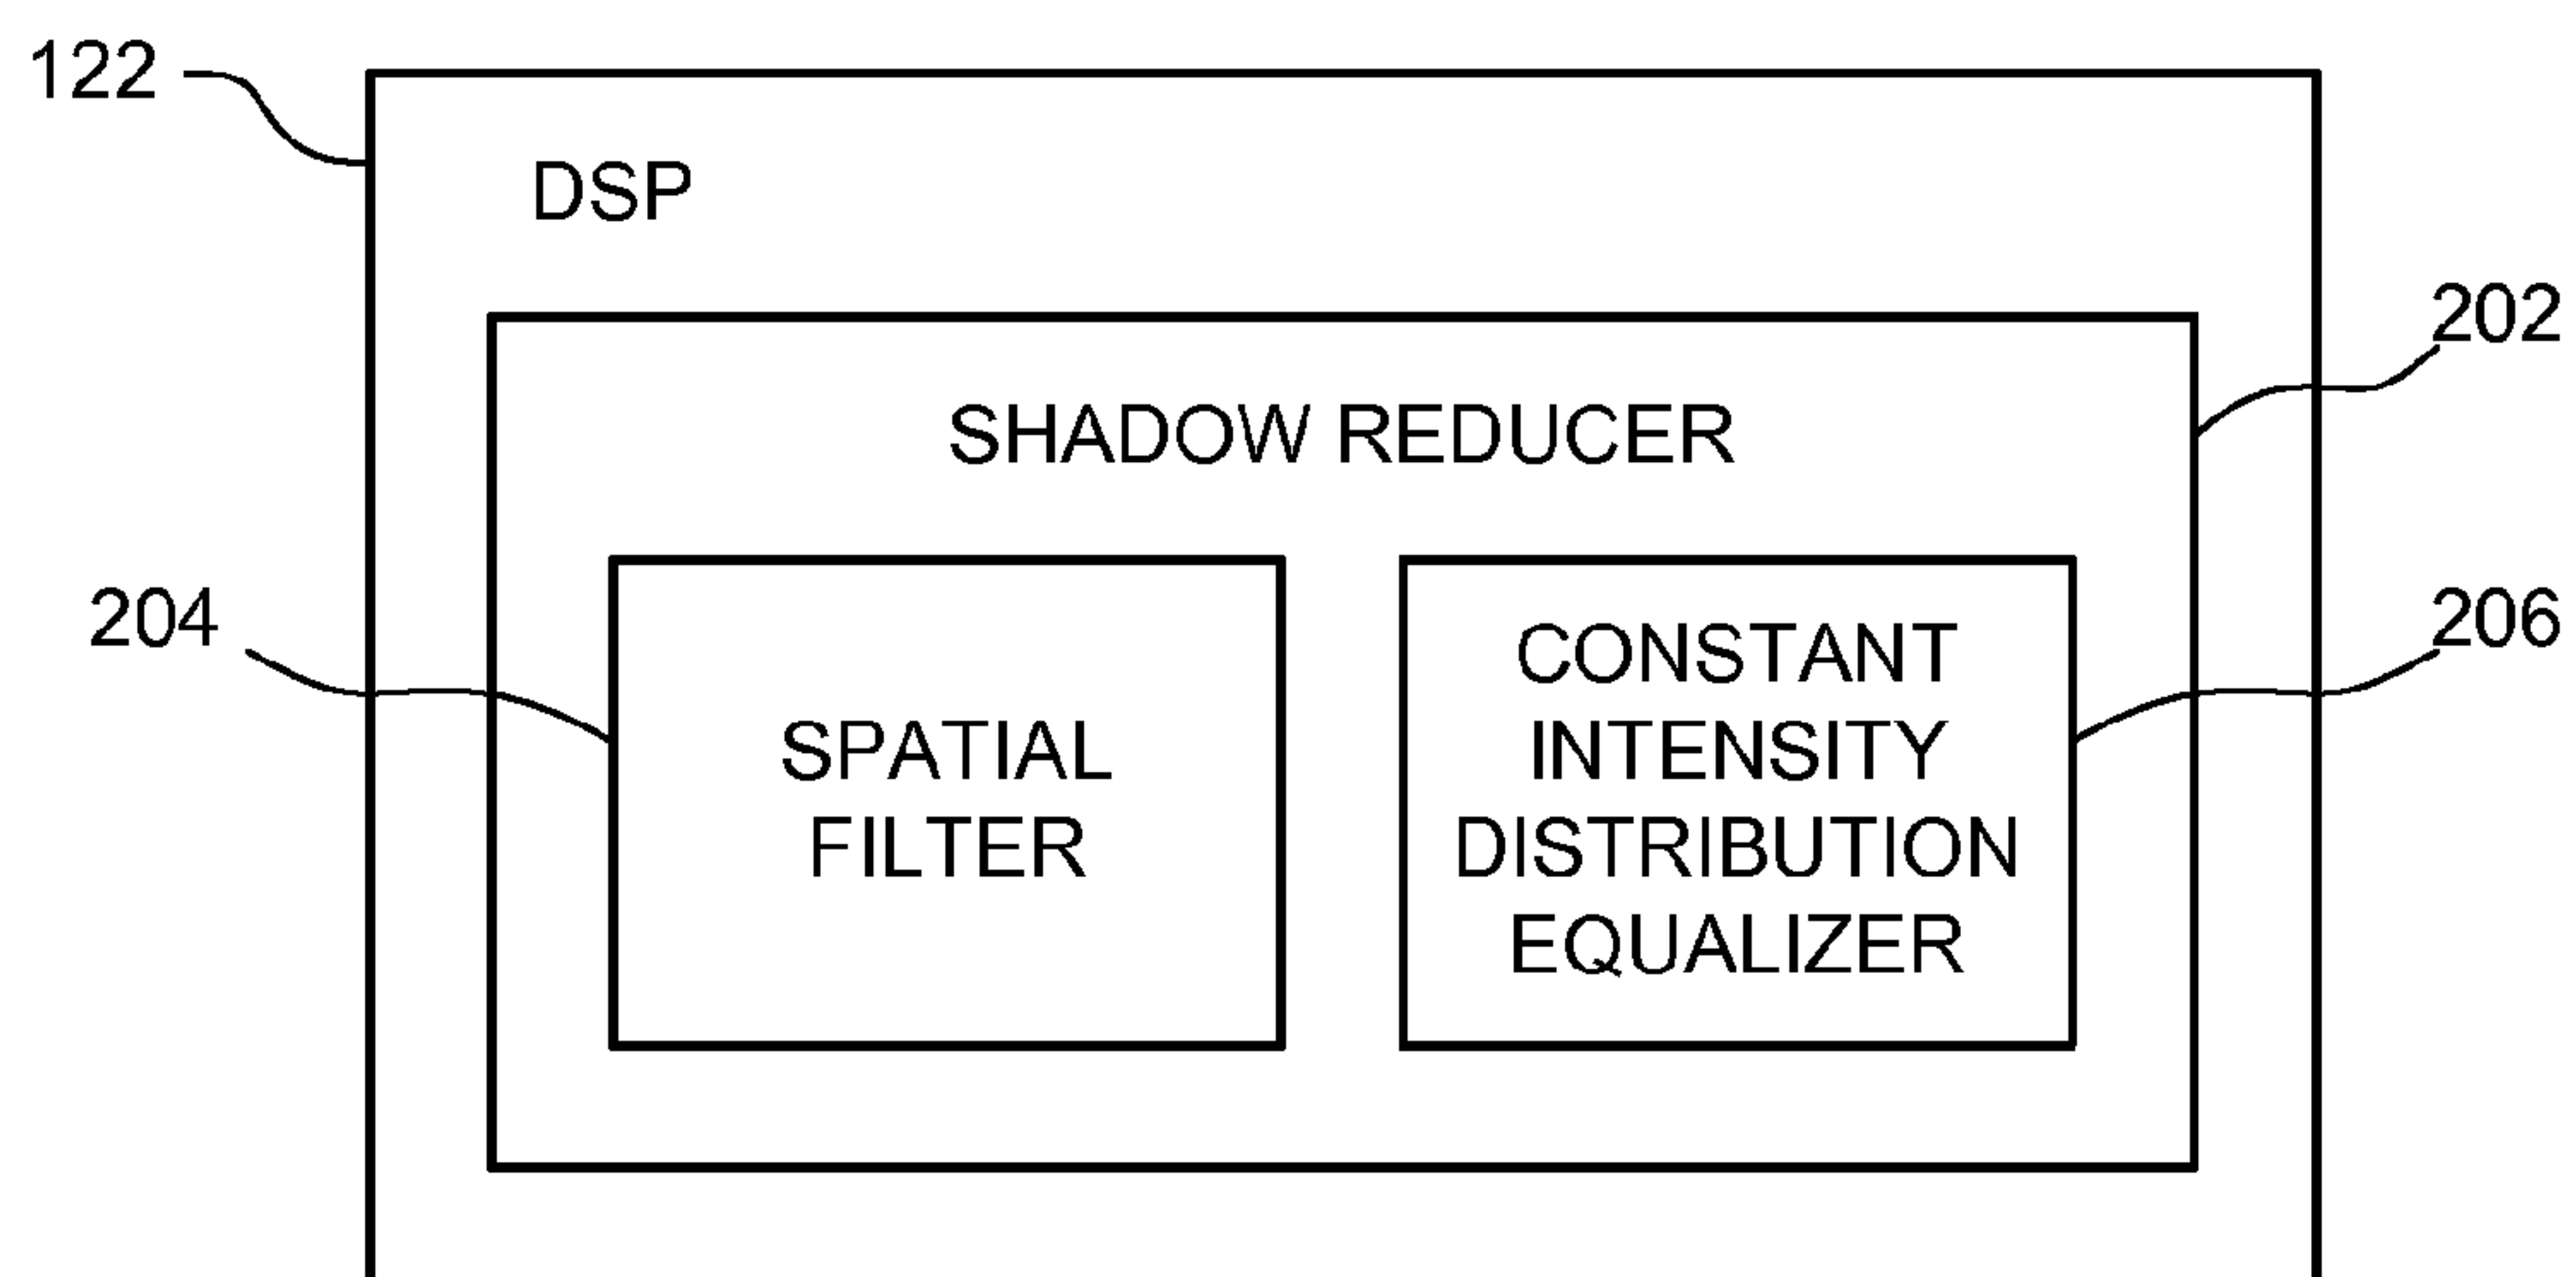 122
DSP
202
SHADOW REDUCER
204
SPATIAL
FILTER
CONSTANT
INTENSITY
DISTRIBUTION
EQUALIZER
206